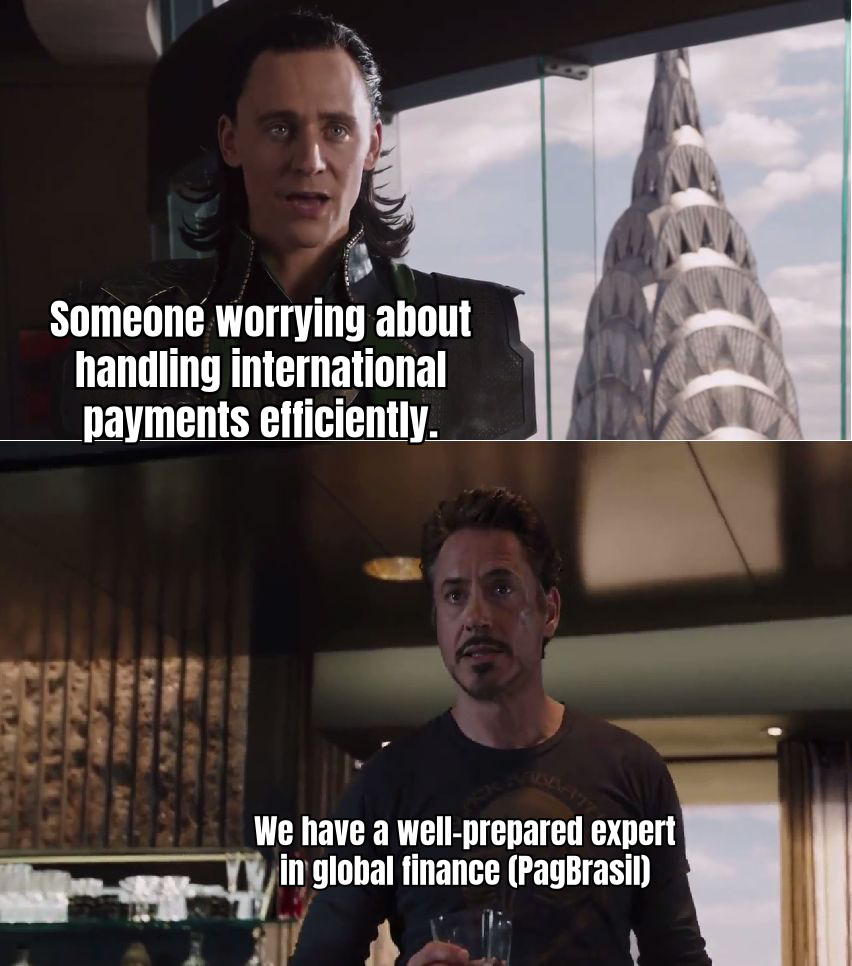 Someone worrying about
handling international
payments efficiently.
We have a well-prepared expert
in global finance (PagBrasil)